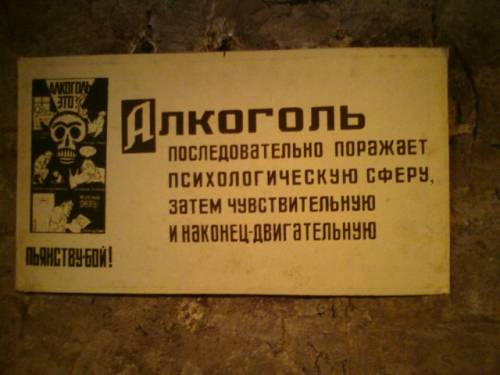 АЛКОГОЛЬ
ЭТО
ПЬЯНСТВУ-БОЙ!
АЛКОГОЛЬ
ПОСЛЕДОВАТЕЛЬНО ПОРАЖАЕТ
ПСИХОЛОГИЧЕСКУЮ СФЕРУ,
ЗАТЕМ ЧУВСТВИТЕЛЬНУЮ
И НАКОНЕЦ-ДВИГАТЕЛЬНУЮ